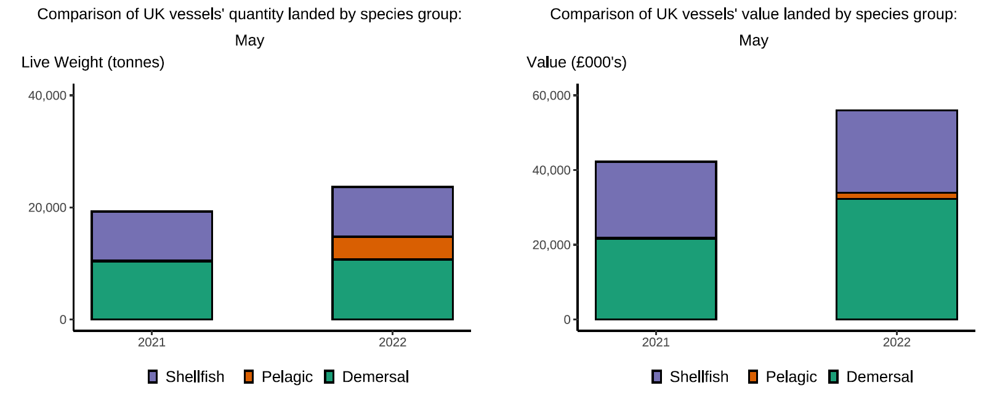 Comparison of UK vessels' quantity landed by species group:
May
Live Weight (tonnes)
40,000
20,000
0
2021
2022
Shellfish
Pelagic
Demersal
Comparison of UK vessels' value landed by species group:
May
Value (£000's)
60,000
40,000
20,000
0
2021
2022
Shellfish
Pelagic
Demersal